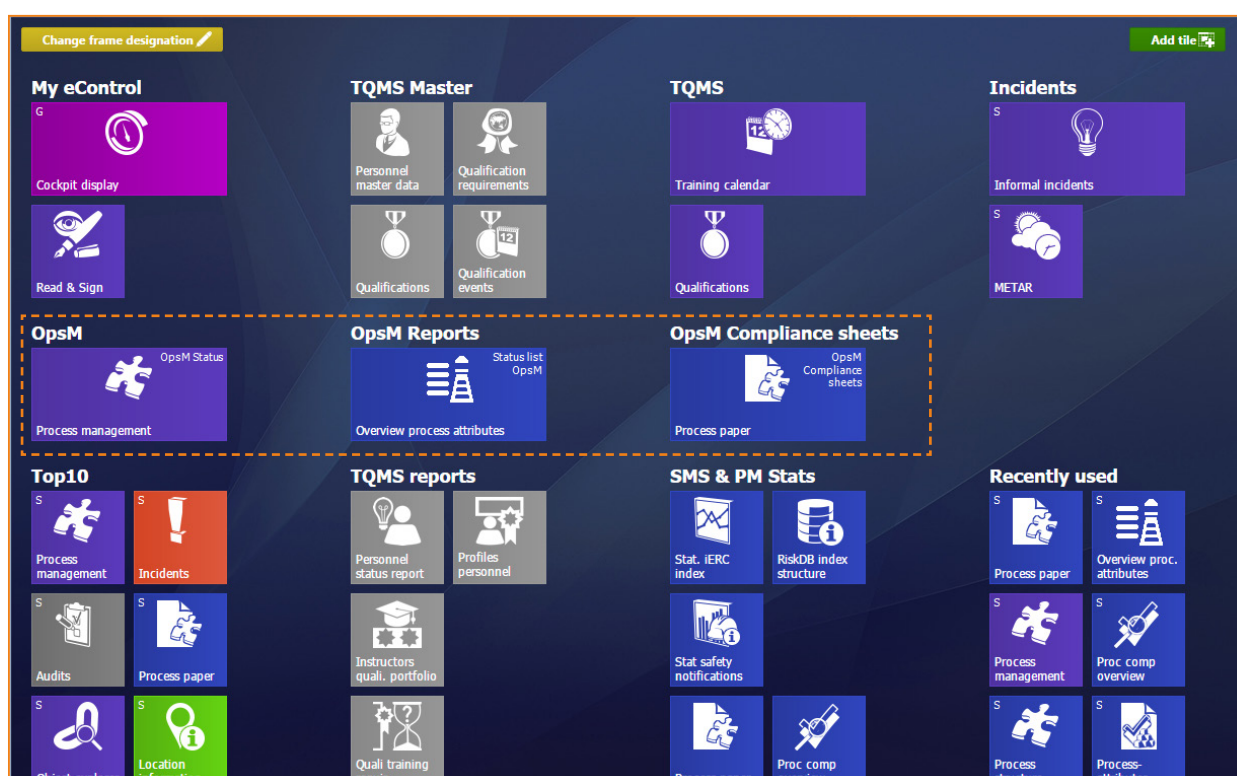 Change frame designation
Add tile
My eControl
TQMS Master
TQMS
Incidents
G
Cockpit display
Personnel
master data
Qualification
requirements
12
Training calendar
S
Informal incidents
Read & Sign
Qualifications
12
Qualification
events
Qualifications
S
METAR
OpsM
OpsM Reports
OpsM Compliance sheets
OpsM Status
Process management
Status list
OpsM
Overview process attributes
OpsM
Compliance
sheets
Process paper
Top10
TQMS reports
SMS & PM Stats
Recently used
S
Process
management
S
Incidents
Personnel
status report
Profiles
personnel
Stat. iERC
index
RiskDB index
structure
S
Process paper
S
Overview proc.
attributes
S
Audits
S
Process paper
Instructors
quali. portfolio
Stat safety
notifications
S
Process
management
S
Proc comp
overview
S
S
Location
Quali training
Proc comp
S
Process
S
Process-